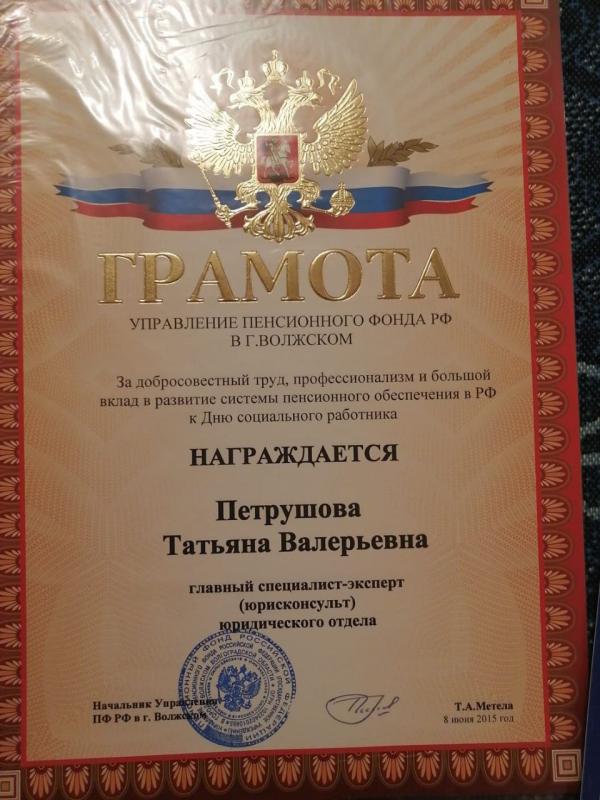 ГРАМОТА
УПРАВЛЕНИЕ ПЕНСИОННОГО ФОНДА РФ
В Г.ВОЛЖСКОМ
За добросовестный труд, профессионализм и большой
вклад в развитие системы пенсионного обеспечения в РФ
к Дню социального работника
НАГРАЖДАЕТСЯ
Петрушова
Татьяна Валерьевна
главный специалист-эксперт
(юрисконсульт)
юридического отдела
Начальник Управления
ПФ РФ в г. Волжском
Т.А.Метела
8 июня 2015 год